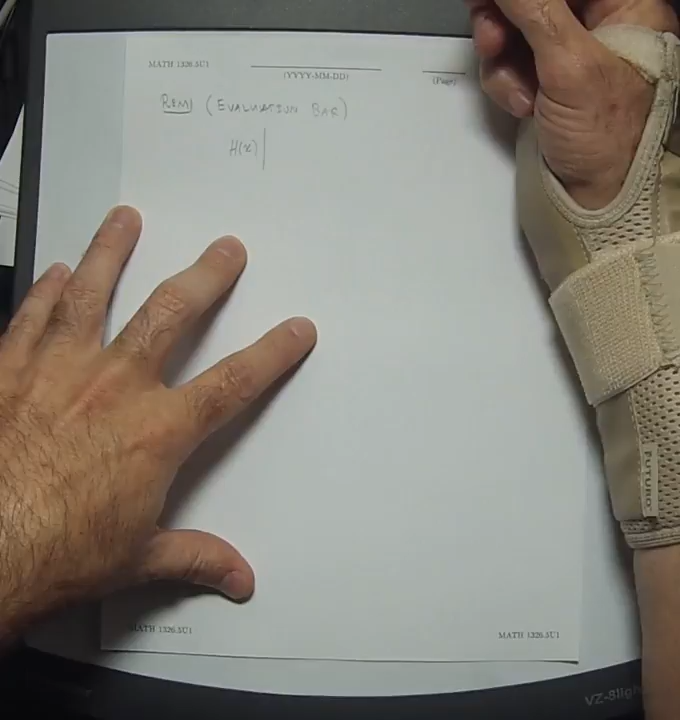 MATH 1326.5U1
(YYYY-MM-DD) (Page)
REM (EVALUATION BAR)
H(x)|
FUTURO
MATH 1326.5U1 MATH 1326.5U1